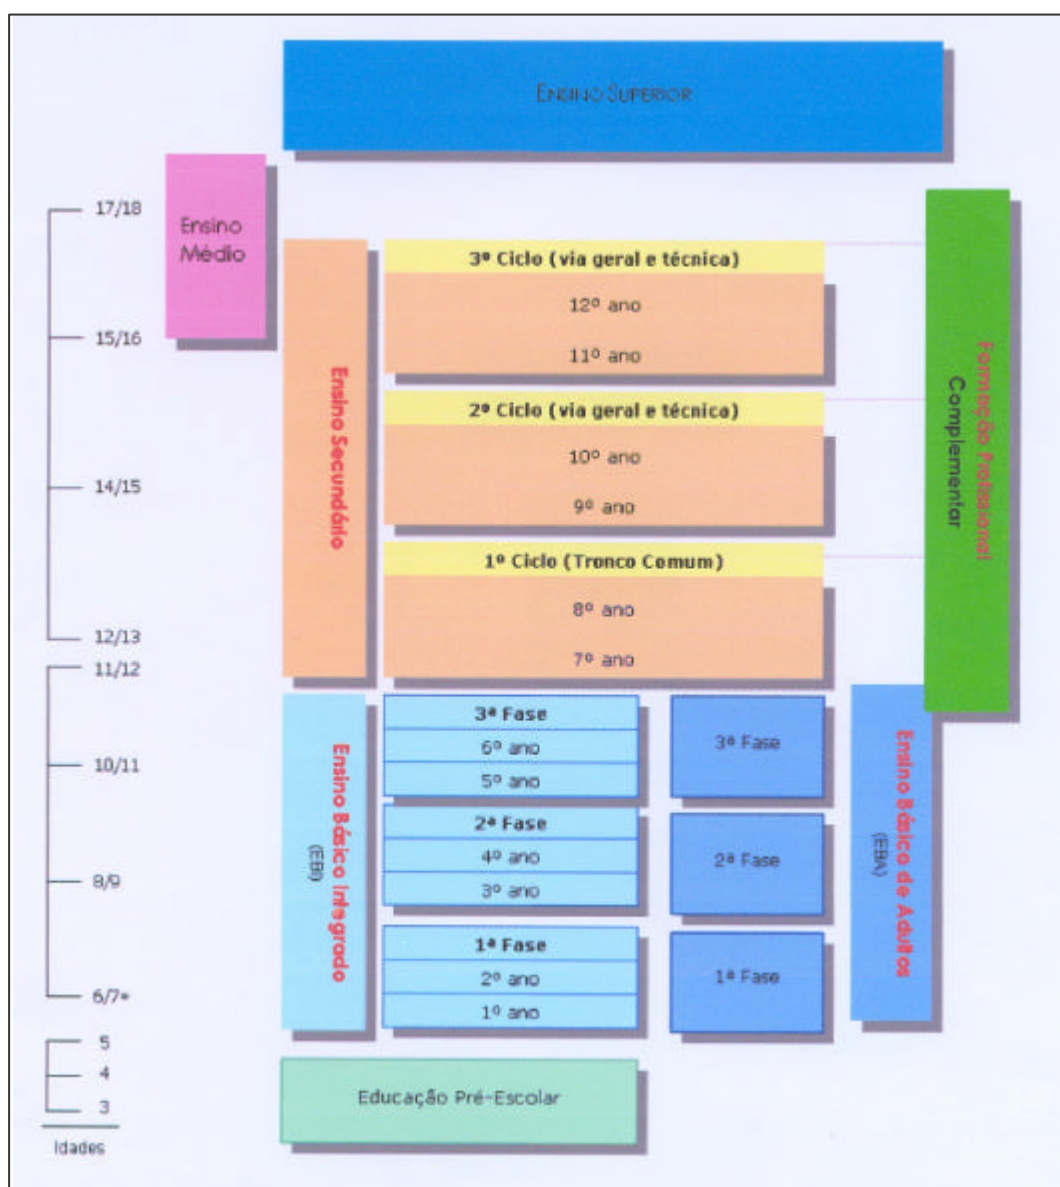 ENSINO SUPERIOR
Ensino
Médio
17/18
15/16
14/15
12/13
11/12
10/11
8/9
6/7*
5
4
3
Idades
Ensino Secundário
3º Ciclo (via geral e técnica)
12º ano
11º ano
2º Ciclo (via geral e técnica)
10º ano
9º ano
1º Ciclo (Tronco Comum)
8º ano
7º ano
Formação Profissional
Complementar
Ensino Básico Integrado
(EBI)
3ª Fase
6º ano
5º ano
2ª Fase
4º ano
3º ano
1ª Fase
2º ano
1º ano
3ª Fase
2ª Fase
1ª Fase
Ensino Básico de Adultos
(EBA)
Educação Pré-Escolar